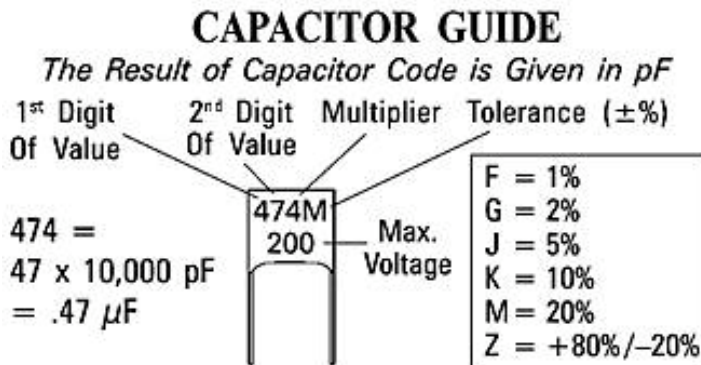 CAPACITOR GUIDE
The Result of Capacitor Code is Given in pF
1st Digit Of Value
2nd Digit Of Value
Multiplier
Tolerance (±%)
474M
200
Max. Voltage
474 =
47 x 10,000 pF
= .47 μF
F = 1%
G = 2%
J = 5%
K = 10%
M = 20%
Z = +80%/–20%